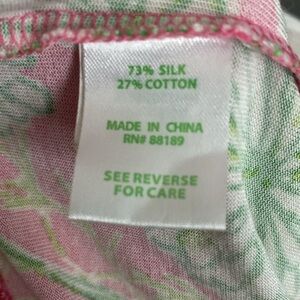 73% SILK
27% COTTON
MADE IN CHINA
RN# 88189
SEE REVERSE
FOR CARE